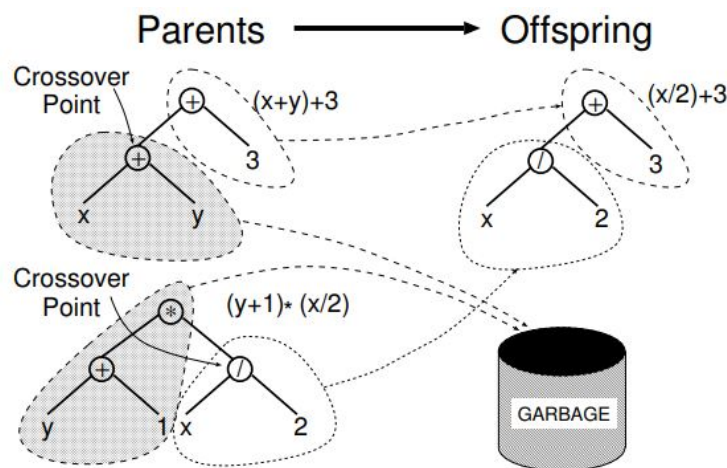 Parents Offspring
Crossover
Point
(x+y)+3
(x/2)+3
+
+
+
3
/
3
x
y
x
2
Crossover
Point
(y+1)* (x/2)
*
+
/
y
1
x
2
GARBAGE